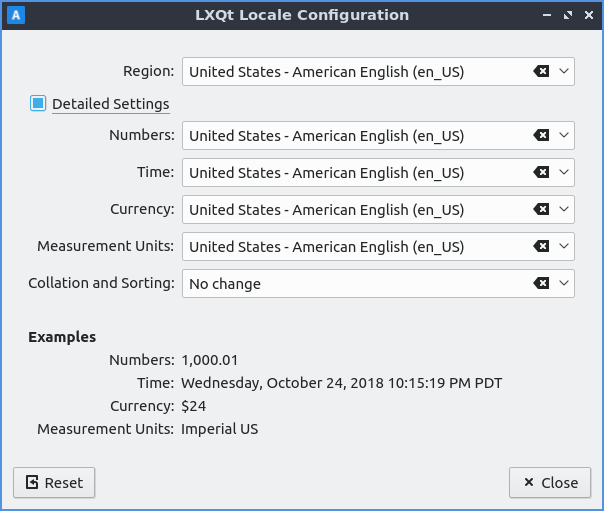 A LXQt Locale Configuration
Region: United States - American English (en_US)
Detailed Settings
Numbers: United States - American English (en_US)
Time: United States - American English (en_US)
Currency: United States - American English (en_US)
Measurement Units: United States - American English (en_US)
Collation and Sorting: No change
Examples
Numbers: 1,000.01
Time: Wednesday, October 24, 2018 10:15:19 PM PDT
Currency: $24
Measurement Units: Imperial US
Reset Close